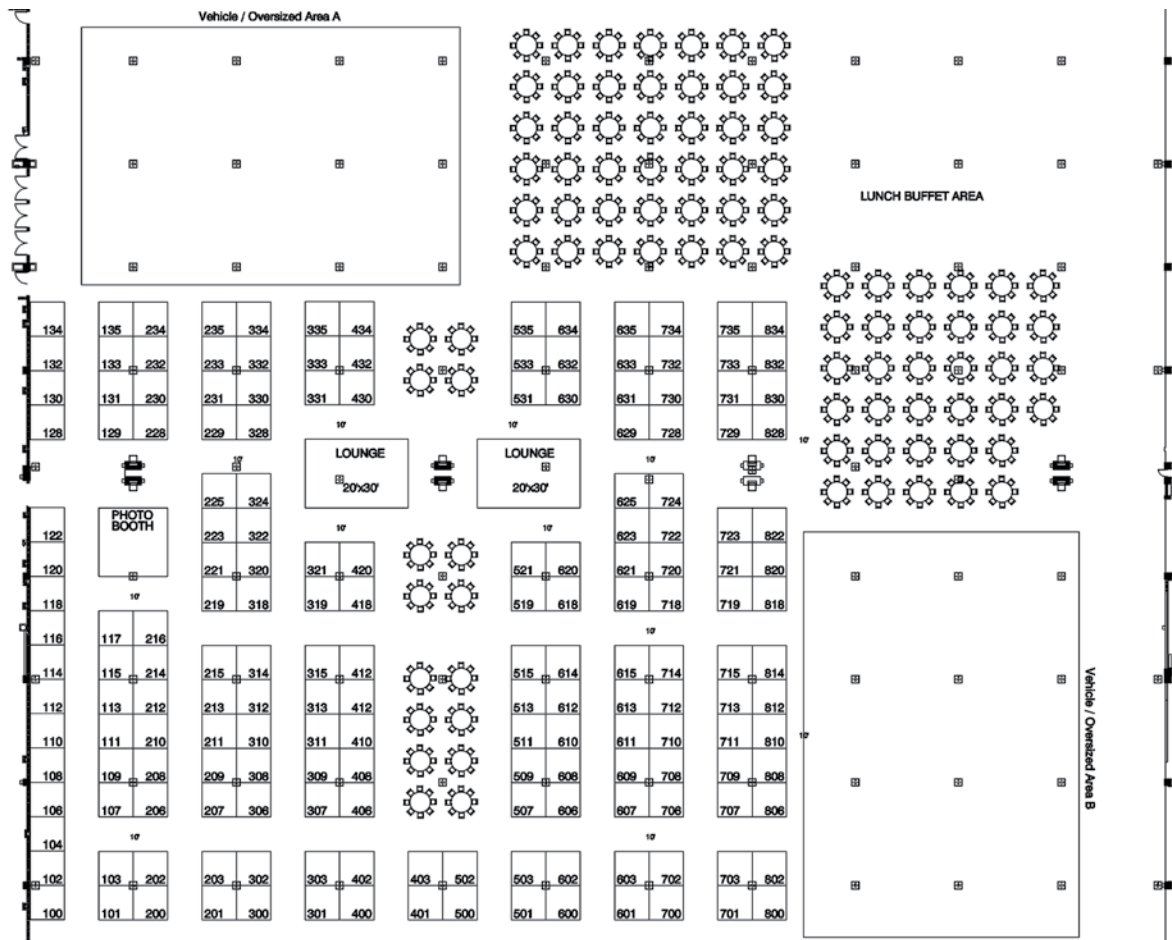 Vehicle / Oversized Area A
LUNCH BUFFET AREA
134 135 234 235 334 335 434 535 634 635 734 735 834
132 133 232 233 332 333 432 533 632 633 732 733 832
130 131 230 231 330 331 430 531 630 631 730 731 830
128 129 228 229 328 629 728 729 828
10' 10' 10'
LOUNGE LOUNGE
10' 10'
20'x30' 20'x30'
225 324 625 724
PHOTO
BOOTH
10' 10'
122 223 322 623 722 723 822
120 221 320 321 420 521 620 621 720 721 820
10'
118 219 318 319 418 519 618 619 718 719 818
10'
116 117 216
114 115 214 215 314 315 412 515 614 615 714 715 814
112 113 212 213 312 313 412 513 612 613 712 713 812
10'
110 111 210 211 310 311 410 511 610 611 710 711 810
Vehicle / Oversized Area B
108 109 208 209 308 309 408 509 608 609 708 709 808
106 107 206 207 306 307 406 507 606 607 706 707 806
10' 10'
104
102 103 202 203 302 303 402 403 502 503 602 603 702 703 802
100 101 200 201 300 301 400 401 500 501 600 601 700 701 800